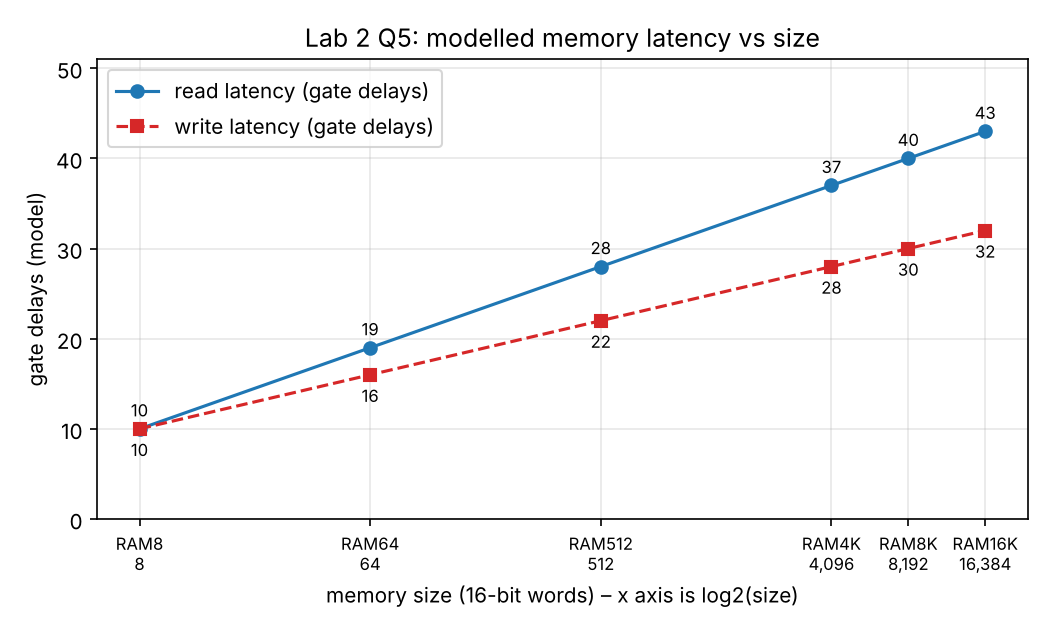 Lab 2 Q5: modelled memory latency vs size
50
40
30
20
10
0
gate delays (model)
read latency (gate delays)
write latency (gate delays)
10
19
28
37
40
43
10
16
22
28
30
32
RAM8 RAM64 RAM512 RAM4K RAM8K RAM16K
8 64 512 4,096 8,192 16,384
memory size (16-bit words) – x axis is log2(size)